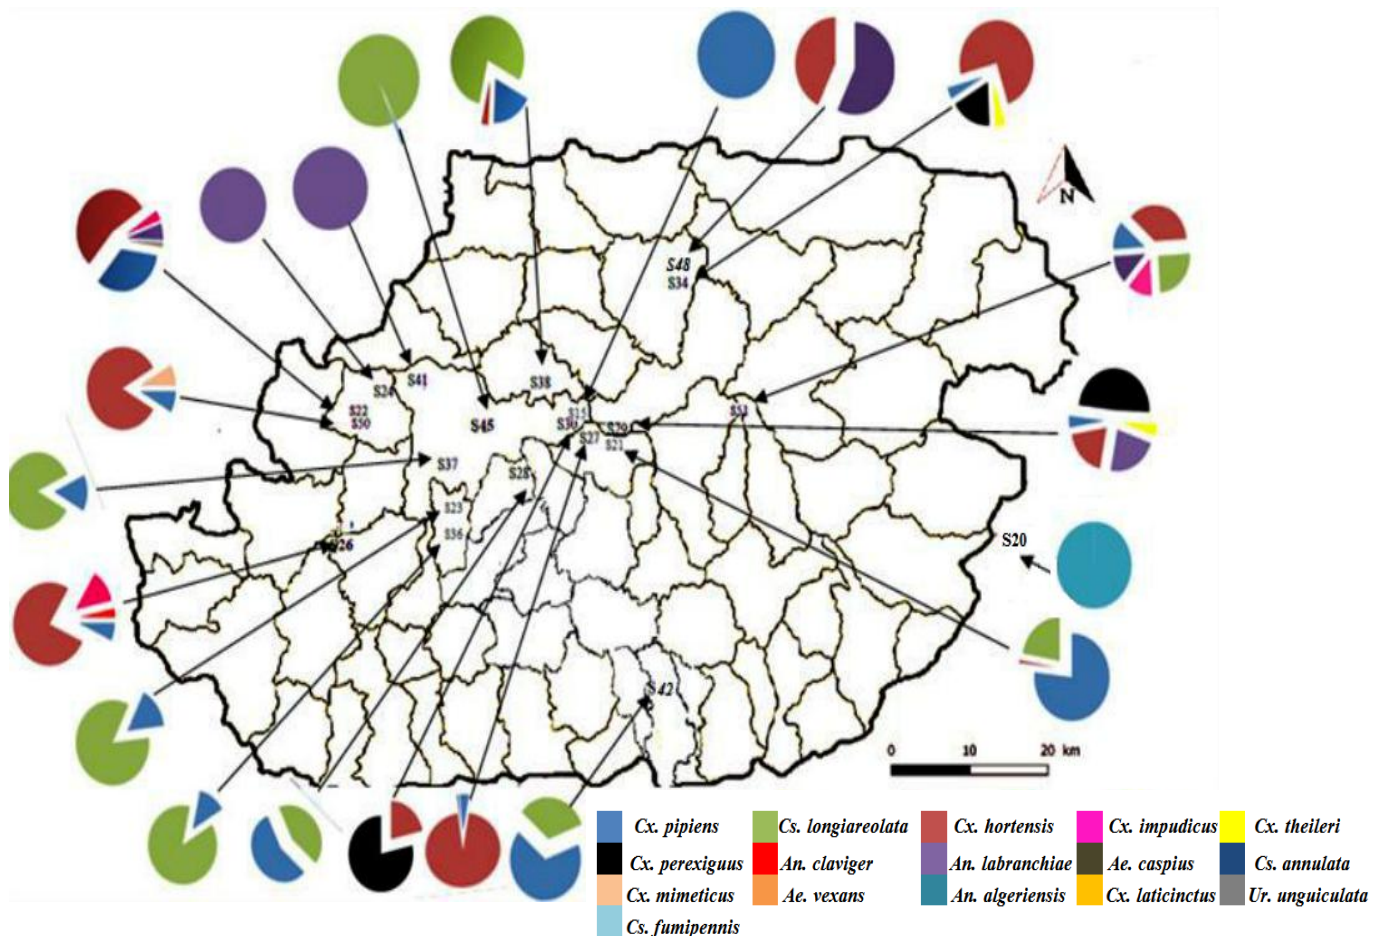 N
S48
S34
S41
S24
S38
S22
S50
S45
S15
S30
S29
S27
S21
S37
S28
S23
S36
S26
S20
S42
0 10 20 km
Cx. pipiens Cs. longiareolata Cx. hortensis Cx. impudicus Cx. theileri
Cx. perexiguus An. claviger An. labranchiae Ae. caspius Cs. annulata
Cx. mimeticus Ae. vexans An. algeriensis Cx. laticinctus Ur. unguiculata
Cs. fumipennis